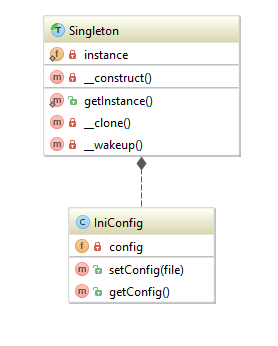 Singleton
instance
__construct()
getInstance()
__clone()
__wakeup()
IniConfig
config
setConfig(file)
getConfig()